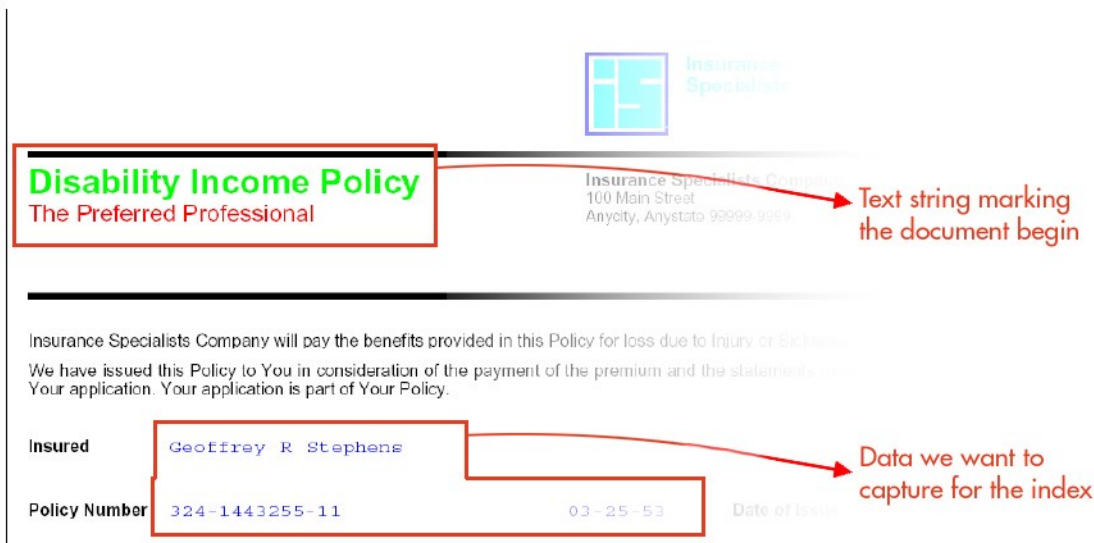 iS Insurance
Specialists
Disability Income Policy
The Preferred Professional
Insurance Specialists Company
100 Main Street
Anycity, Anystate 99999-9999
Text string marking
the document begin
Insurance Specialists Company will pay the benefits provided in this Policy for loss due to Injury or
We have issued this Policy to You in consideration of the payment of the premium and the statements
Your application. Your application is part of Your Policy.
Insured Geoffrey R Stephens
Data we want to
capture for the index
Policy Number 324-1443255-11 03-25-53 Date of Issue